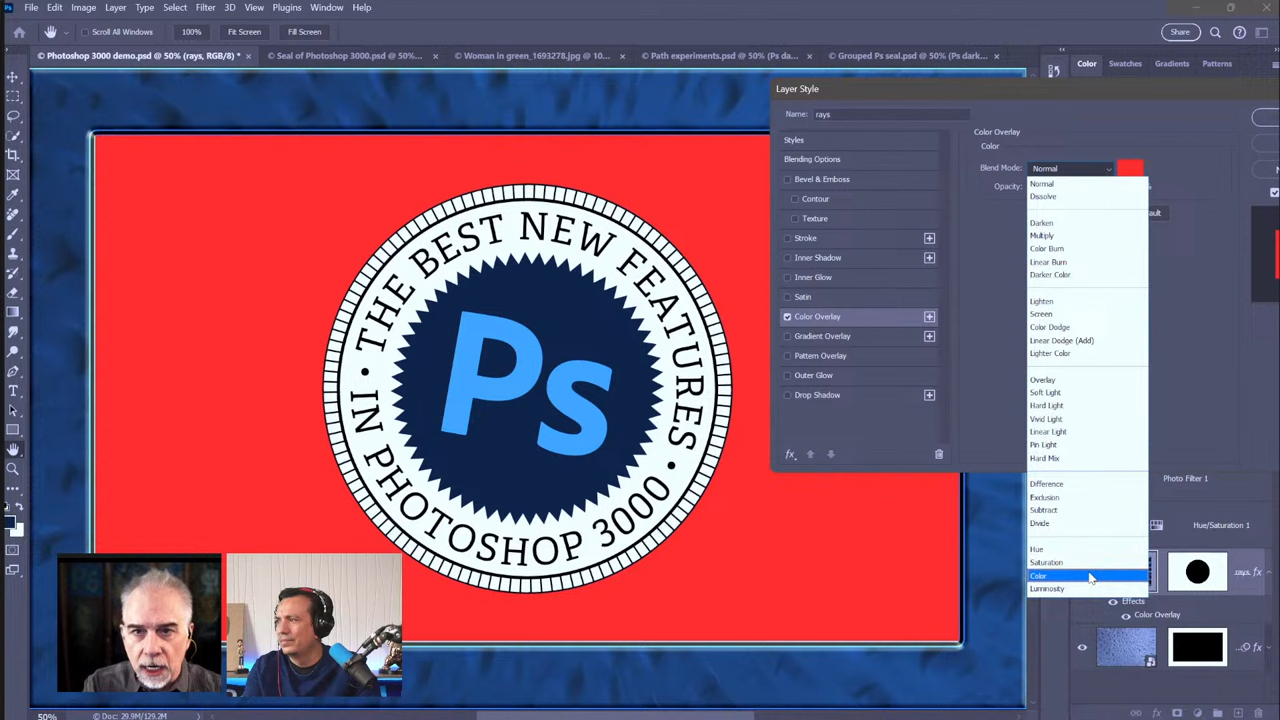 File Edit Image Layer Type Select Filter 3D View Plugins Window Help
Scroll All Windows 100% Fit Screen Fill Screen Share
© Photoshop 3000 demo.psd @ 50% (rays, RGB/8) * × © Seal of Photoshop 3000.psd @ 50%... × © Woman in green_1693278.jpg @ 10... × © Path experiments.psd @ 50% (Ps da... × © Grouped Ps seal.psd @ 50% (Ps dark... ×
Color Swatches Gradients Patterns
Layer Style
Name: rays
Styles
Blending Options
Bevel & Emboss
Contour
Texture
Stroke
Inner Shadow
Inner Glow
Satin
Color Overlay
Gradient Overlay
Pattern Overlay
Outer Glow
Drop Shadow
fx
Color Overlay
Color
Blend Mode: Normal
Opacity:
Normal
Dissolve
Darken
Multiply
Color Burn
Linear Burn
Darker Color
Lighten
Screen
Color Dodge
Linear Dodge (Add)
Lighter Color
Overlay
Soft Light
Hard Light
Vivid Light
Linear Light
Pin Light
Hard Mix
Difference
Exclusion
Subtract
Divide
Hue
Saturation
Color
Luminosity
• THE BEST NEW FEATURES •
IN PHOTOSHOP 3000
Ps
Photo Filter 1
Hue/Saturation 1
rays fx
Effects
Color Overlay
fx
50% © Doc: 29.9M/129.2M